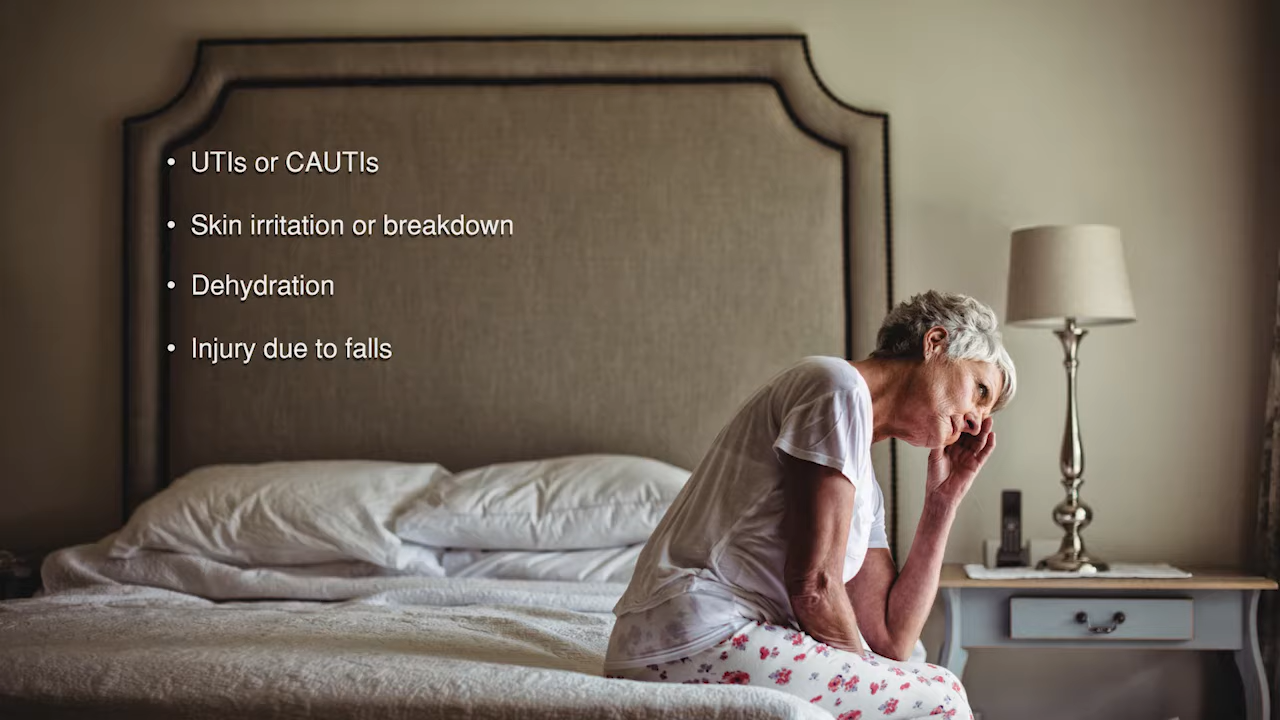 • UTIs or CAUTIs
• Skin irritation or breakdown
• Dehydration
• Injury due to falls